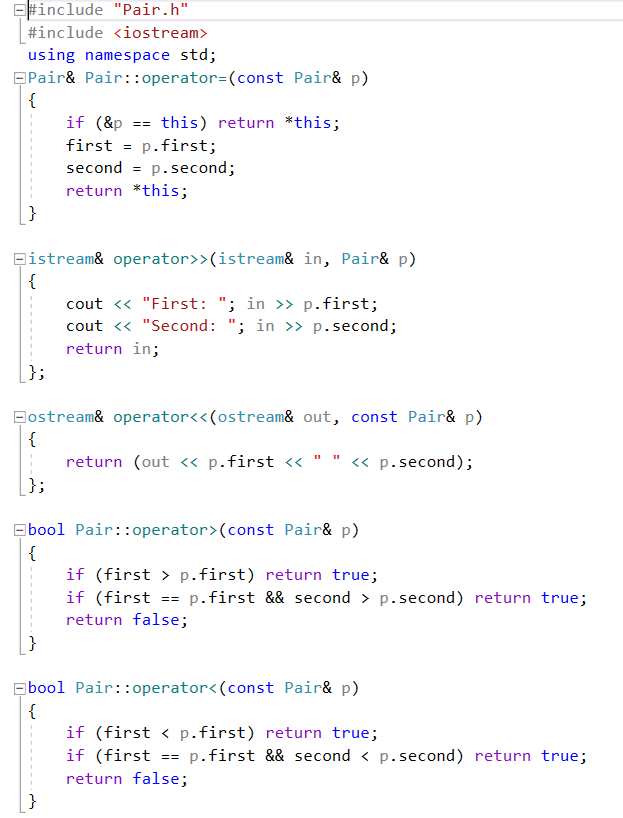 #include "Pair.h"
#include <iostream>
using namespace std;
Pair& Pair::operator=(const Pair& p)
{
    if (&p == this) return *this;
    first = p.first;
    second = p.second;
    return *this;
}

istream& operator>>(istream& in, Pair& p)
{
    cout << "First: "; in >> p.first;
    cout << "Second: "; in >> p.second;
    return in;
};

ostream& operator<<(ostream& out, const Pair& p)
{
    return (out << p.first << " " << p.second);
};

bool Pair::operator>(const Pair& p)
{
    if (first > p.first) return true;
    if (first == p.first && second > p.second) return true;
    return false;
}

bool Pair::operator<(const Pair& p)
{
    if (first < p.first) return true;
    if (first == p.first && second < p.second) return true;
    return false;
}